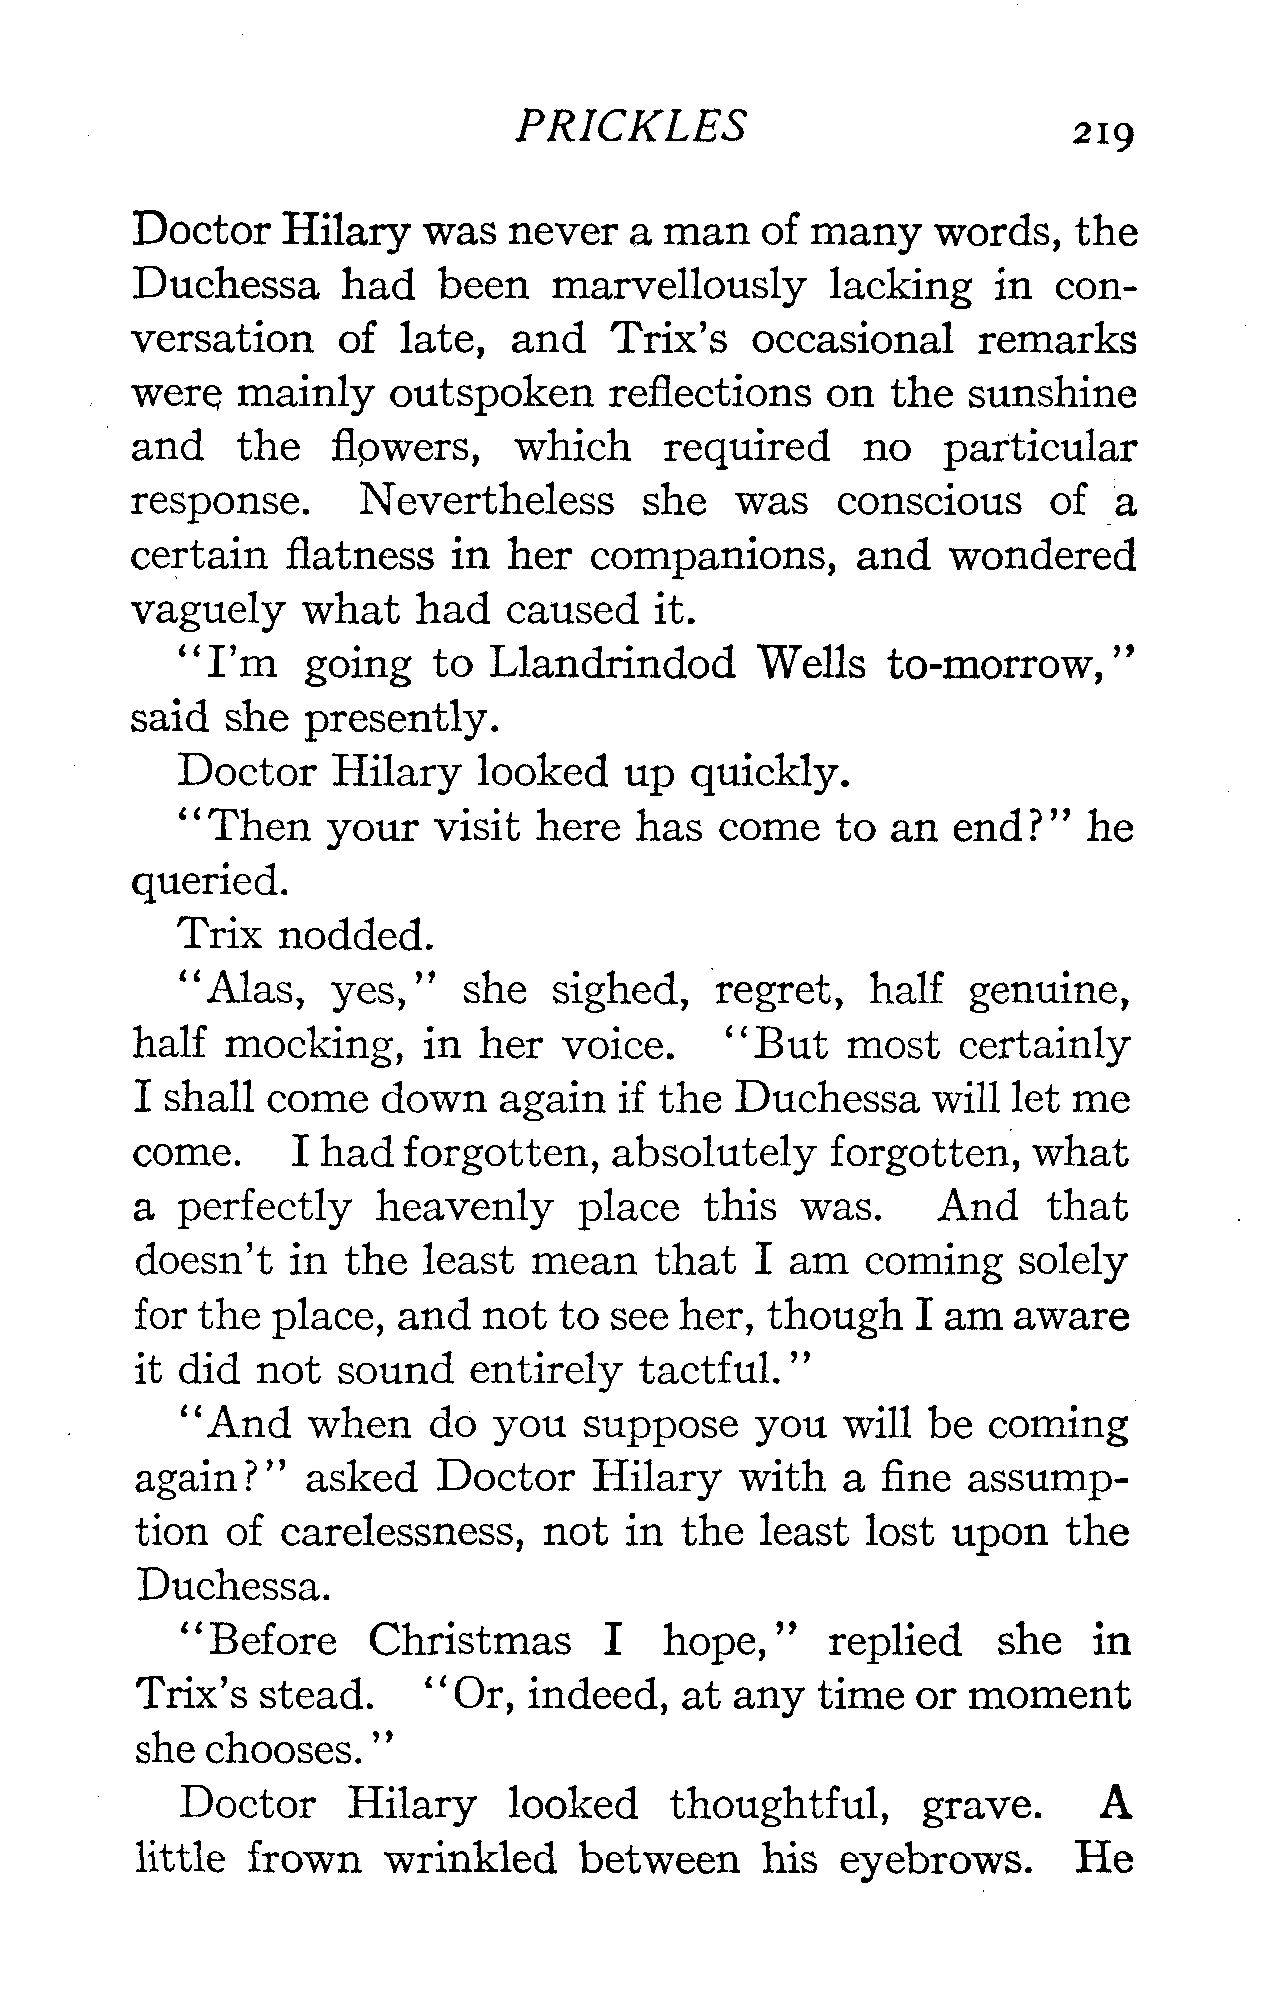 PRICKLES 219
Doctor Hilary was never a man of many words, the
Duchessa had been marvellously lacking in con-
versation of late, and Trix's occasional remarks
were mainly outspoken reflections on the sunshine
and the flowers, which required no particular
response. Nevertheless she was conscious of a
certain flatness in her companions, and wondered
vaguely what had caused it.
"I'm going to Llandrindod Wells to-morrow,"
said she presently.
Doctor Hilary looked up quickly.
"Then your visit here has come to an end?" he
queried.
Trix nodded.
"Alas, yes," she sighed, regret, half genuine,
half mocking, in her voice. "But most certainly
I shall come down again if the Duchessa will let me
come. I had forgotten, absolutely forgotten, what
a perfectly heavenly place this was. And that
doesn't in the least mean that I am coming solely
for the place, and not to see her, though I am aware
it did not sound entirely tactful."
"And when do you suppose you will be coming
again?" asked Doctor Hilary with a fine assump-
tion of carelessness, not in the least lost upon the
Duchessa.
"Before Christmas I hope," replied she in
Trix's stead. "Or, indeed, at any time or moment
she chooses."
Doctor Hilary looked thoughtful, grave. A
little frown wrinkled between his eyebrows. He